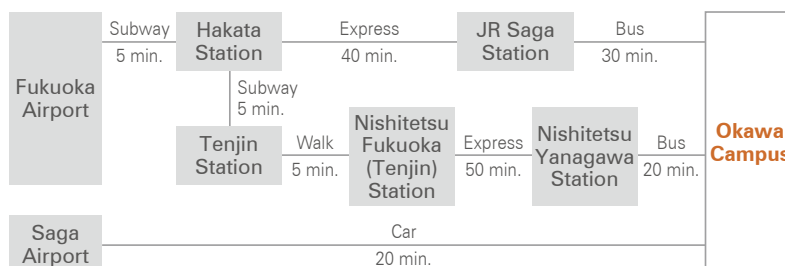 Subway
5 min.
Hakata
Station
Express
40 min.
JR Saga
Station
Bus
30 min.
Fukuoka
Airport
Subway
5 min.
Tenjin
Station
Walk
5 min.
Nishitetsu
Fukuoka
(Tenjin)
Station
Express
50 min.
Nishitetsu
Yanagawa
Station
Bus
20 min.
Okawa
Campus
Saga
Airport
Car
20 min.